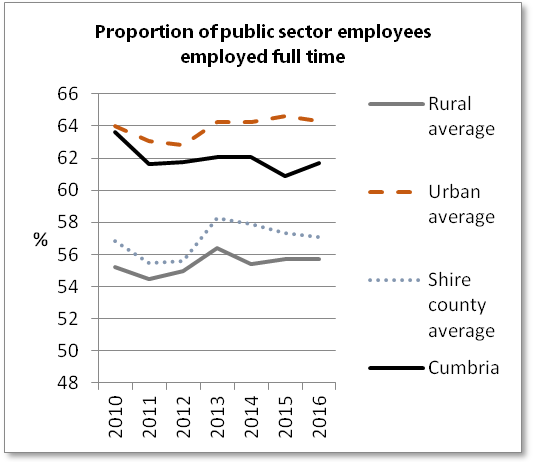 Proportion of public sector employees
employed full time
66
64
62
60
58
56
54
52
50
48
%
2010
2011
2012
2013
2014
2015
2016
Rural
average
Urban
average
Shire
county
average
Cumbria